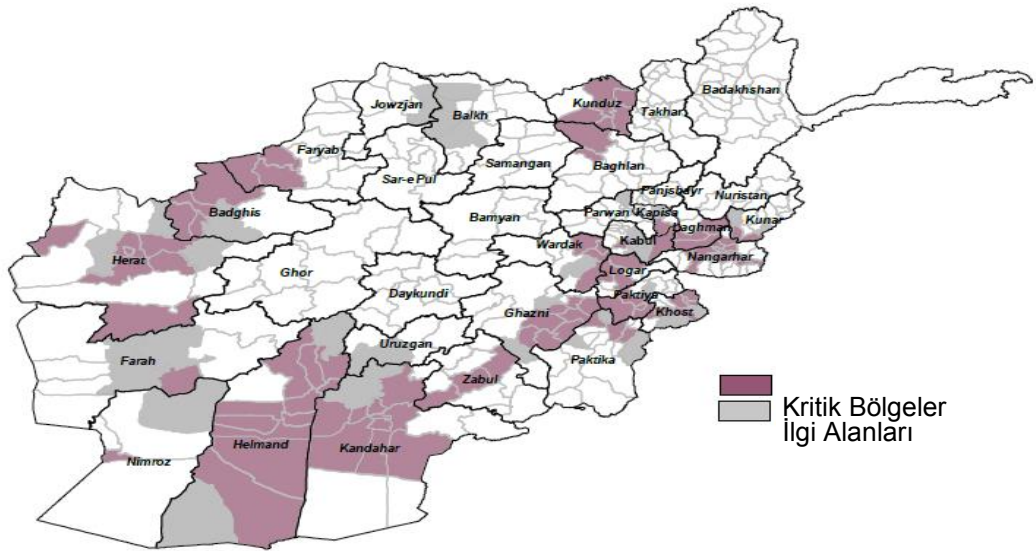 Badakhshan
Jowzjan
Balkh
Kunduz
Takhar
Faryab
Samangan
Baghlan
Sar-e Pul
Panjshayr
Nuristan
Badghis
Bamyan
Parwan
Kapisa
Kunar
Laghman
Kabul
Wardak
Herat
Nangarhar
Ghor
Logar
Daykundi
Paktiya
Ghazni
Khost
Uruzgan
Farah
Paktika
Zabul
Kritik Bölgeler
İlgi Alanları
Helmand
Kandahar
Nimroz